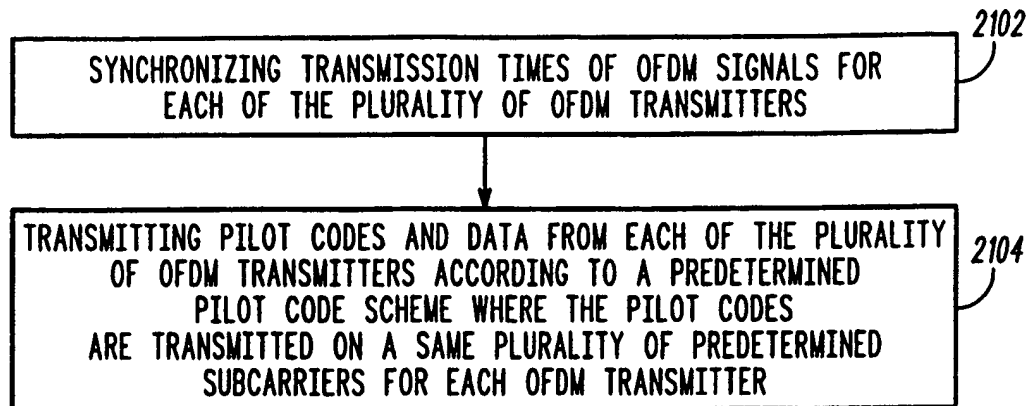 2102
SYNCHRONIZING TRANSMISSION TIMES OF OFDM SIGNALS FOR
EACH OF THE PLURALITY OF OFDM TRANSMITTERS
TRANSMITTING PILOT CODES AND DATA FROM EACH OF THE PLURALITY
OF OFDM TRANSMITTERS ACCORDING TO A PREDETERMINED
PILOT CODE SCHEME WHERE THE PILOT CODES
ARE TRANSMITTED ON A SAME PLURALITY OF PREDETERMINED
SUBCARRIERS FOR EACH OFDM TRANSMITTER
2104